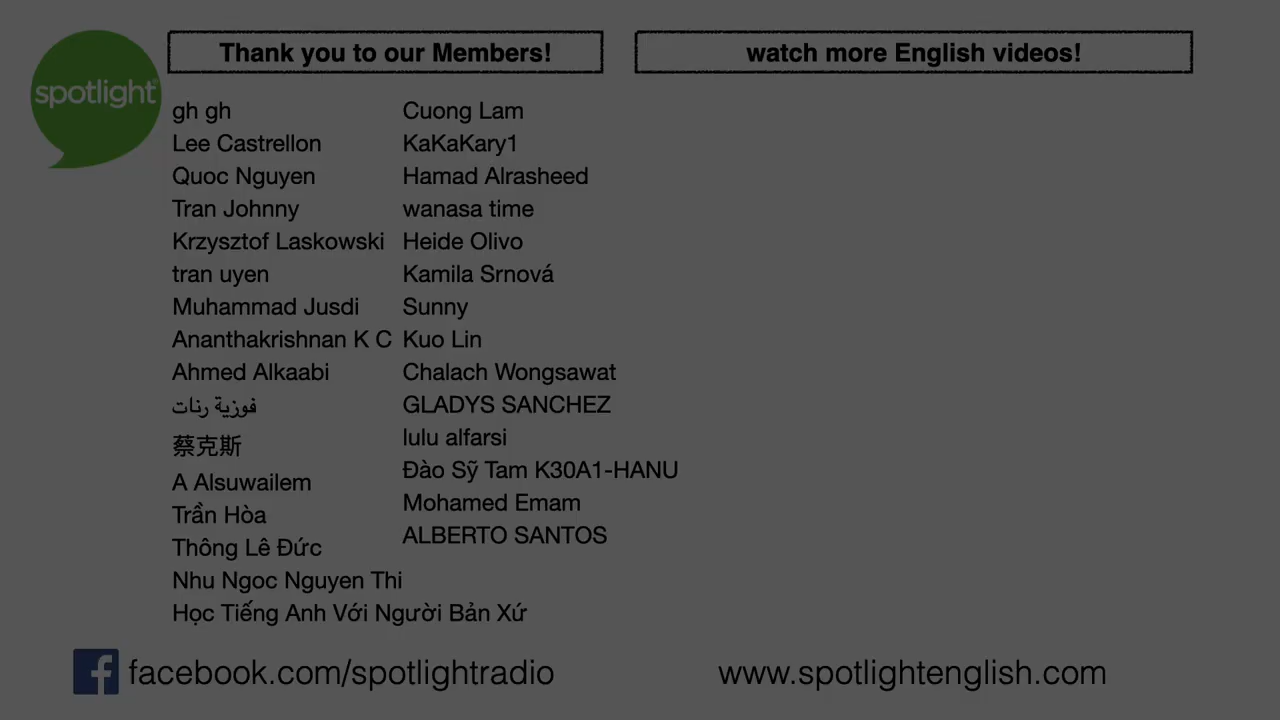 spotlight
Thank you to our Members!
gh gh
Lee Castrellon
Quoc Nguyen
Tran Johnny
Krzysztof Laskowski
tran uyen
Muhammad Jusdi
Ananthakrishnan K C
Ahmed Alkaabi
فوزية رنات
蔡克斯
A Alsuwailem
Trần Hòa
Thông Lê Đức
Nhu Ngoc Nguyen Thi
Học Tiếng Anh Với Người Bản Xứ
Cuong Lam
KaKaKary1
Hamad Alrasheed
wanasa time
Heide Olivo
Kamila Srnová
Sunny
Kuo Lin
Chalach Wongsawat
GLADYS SANCHEZ
lulu alfarsi
Đào Sỹ Tam K30A1-HANU
Mohamed Emam
ALBERTO SANTOS
watch more English videos!
facebook.com/spotlightradio
www.spotlightenglish.com